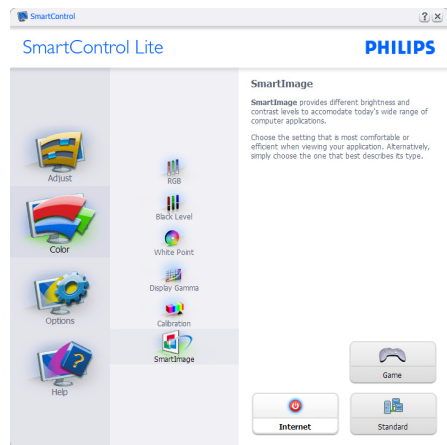 SmartControl
SmartControl Lite
PHILIPS
Adjust
Color
Options
Help
RGB
Black Level
White Point
Display Gamma
Calibration
SmartImage
SmartImage
SmartImage provides different brightness and
contrast levels to accomodate today's wide range of
computer applications.
Choose the setting that is most comfortable or
efficient when viewing your application. Alternatively,
simply choose the one that best describes its type.
Game
Internet
Standard